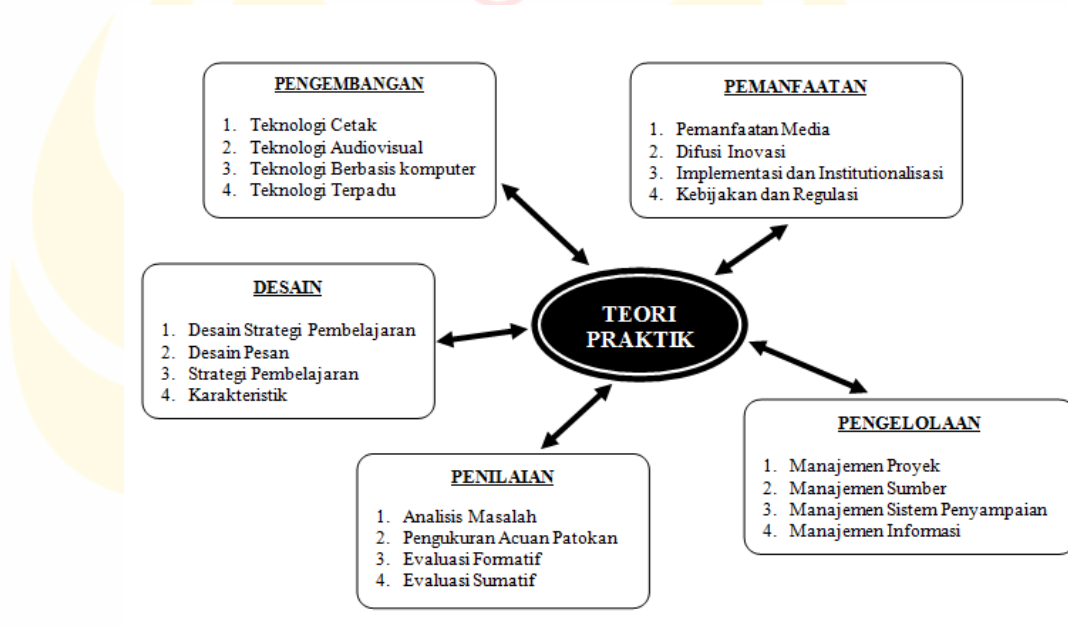 PENGEMBANGAN
1. Teknologi Cetak
2. Teknologi Audiovisual
3. Teknologi Berbasis komputer
4. Teknologi Terpadu
PEMANFAATAN
1. Pemanfaatan Media
2. Difusi Inovasi
3. Implementasi dan Institutionalisasi
4. Kebijakan dan Regulasi
DESAIN
1. Desain Strategi Pembelajaran
2. Desain Pesan
3. Strategi Pembelajaran
4. Karakteristik
TEORI
PRAKTIK
PENILAIAN
1. Analisis Masalah
2. Pengukuran Acuan Patokan
3. Evaluasi Formatif
4. Evaluasi Sumatif
PENGELOLAAN
1. Manajemen Proyek
2. Manajemen Sumber
3. Manajemen Sistem Penyampaian
4. Manajemen Informasi